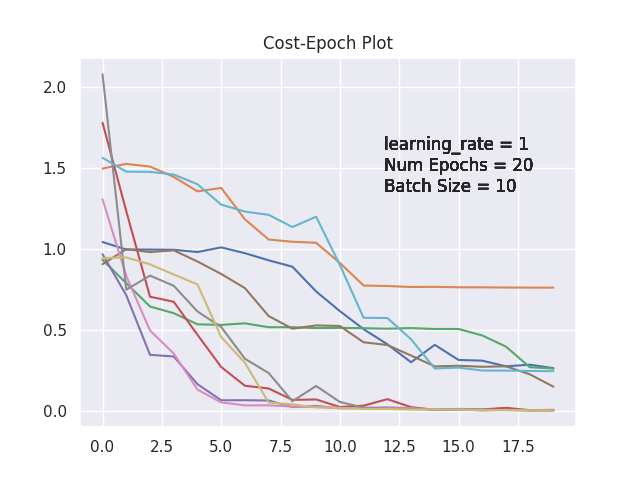 Cost-Epoch Plot
2.0
1.5
1.0
0.5
0.0
learning_rate = 1
Num Epochs = 20
Batch Size = 10
0.0 2.5 5.0 7.5 10.0 12.5 15.0 17.5